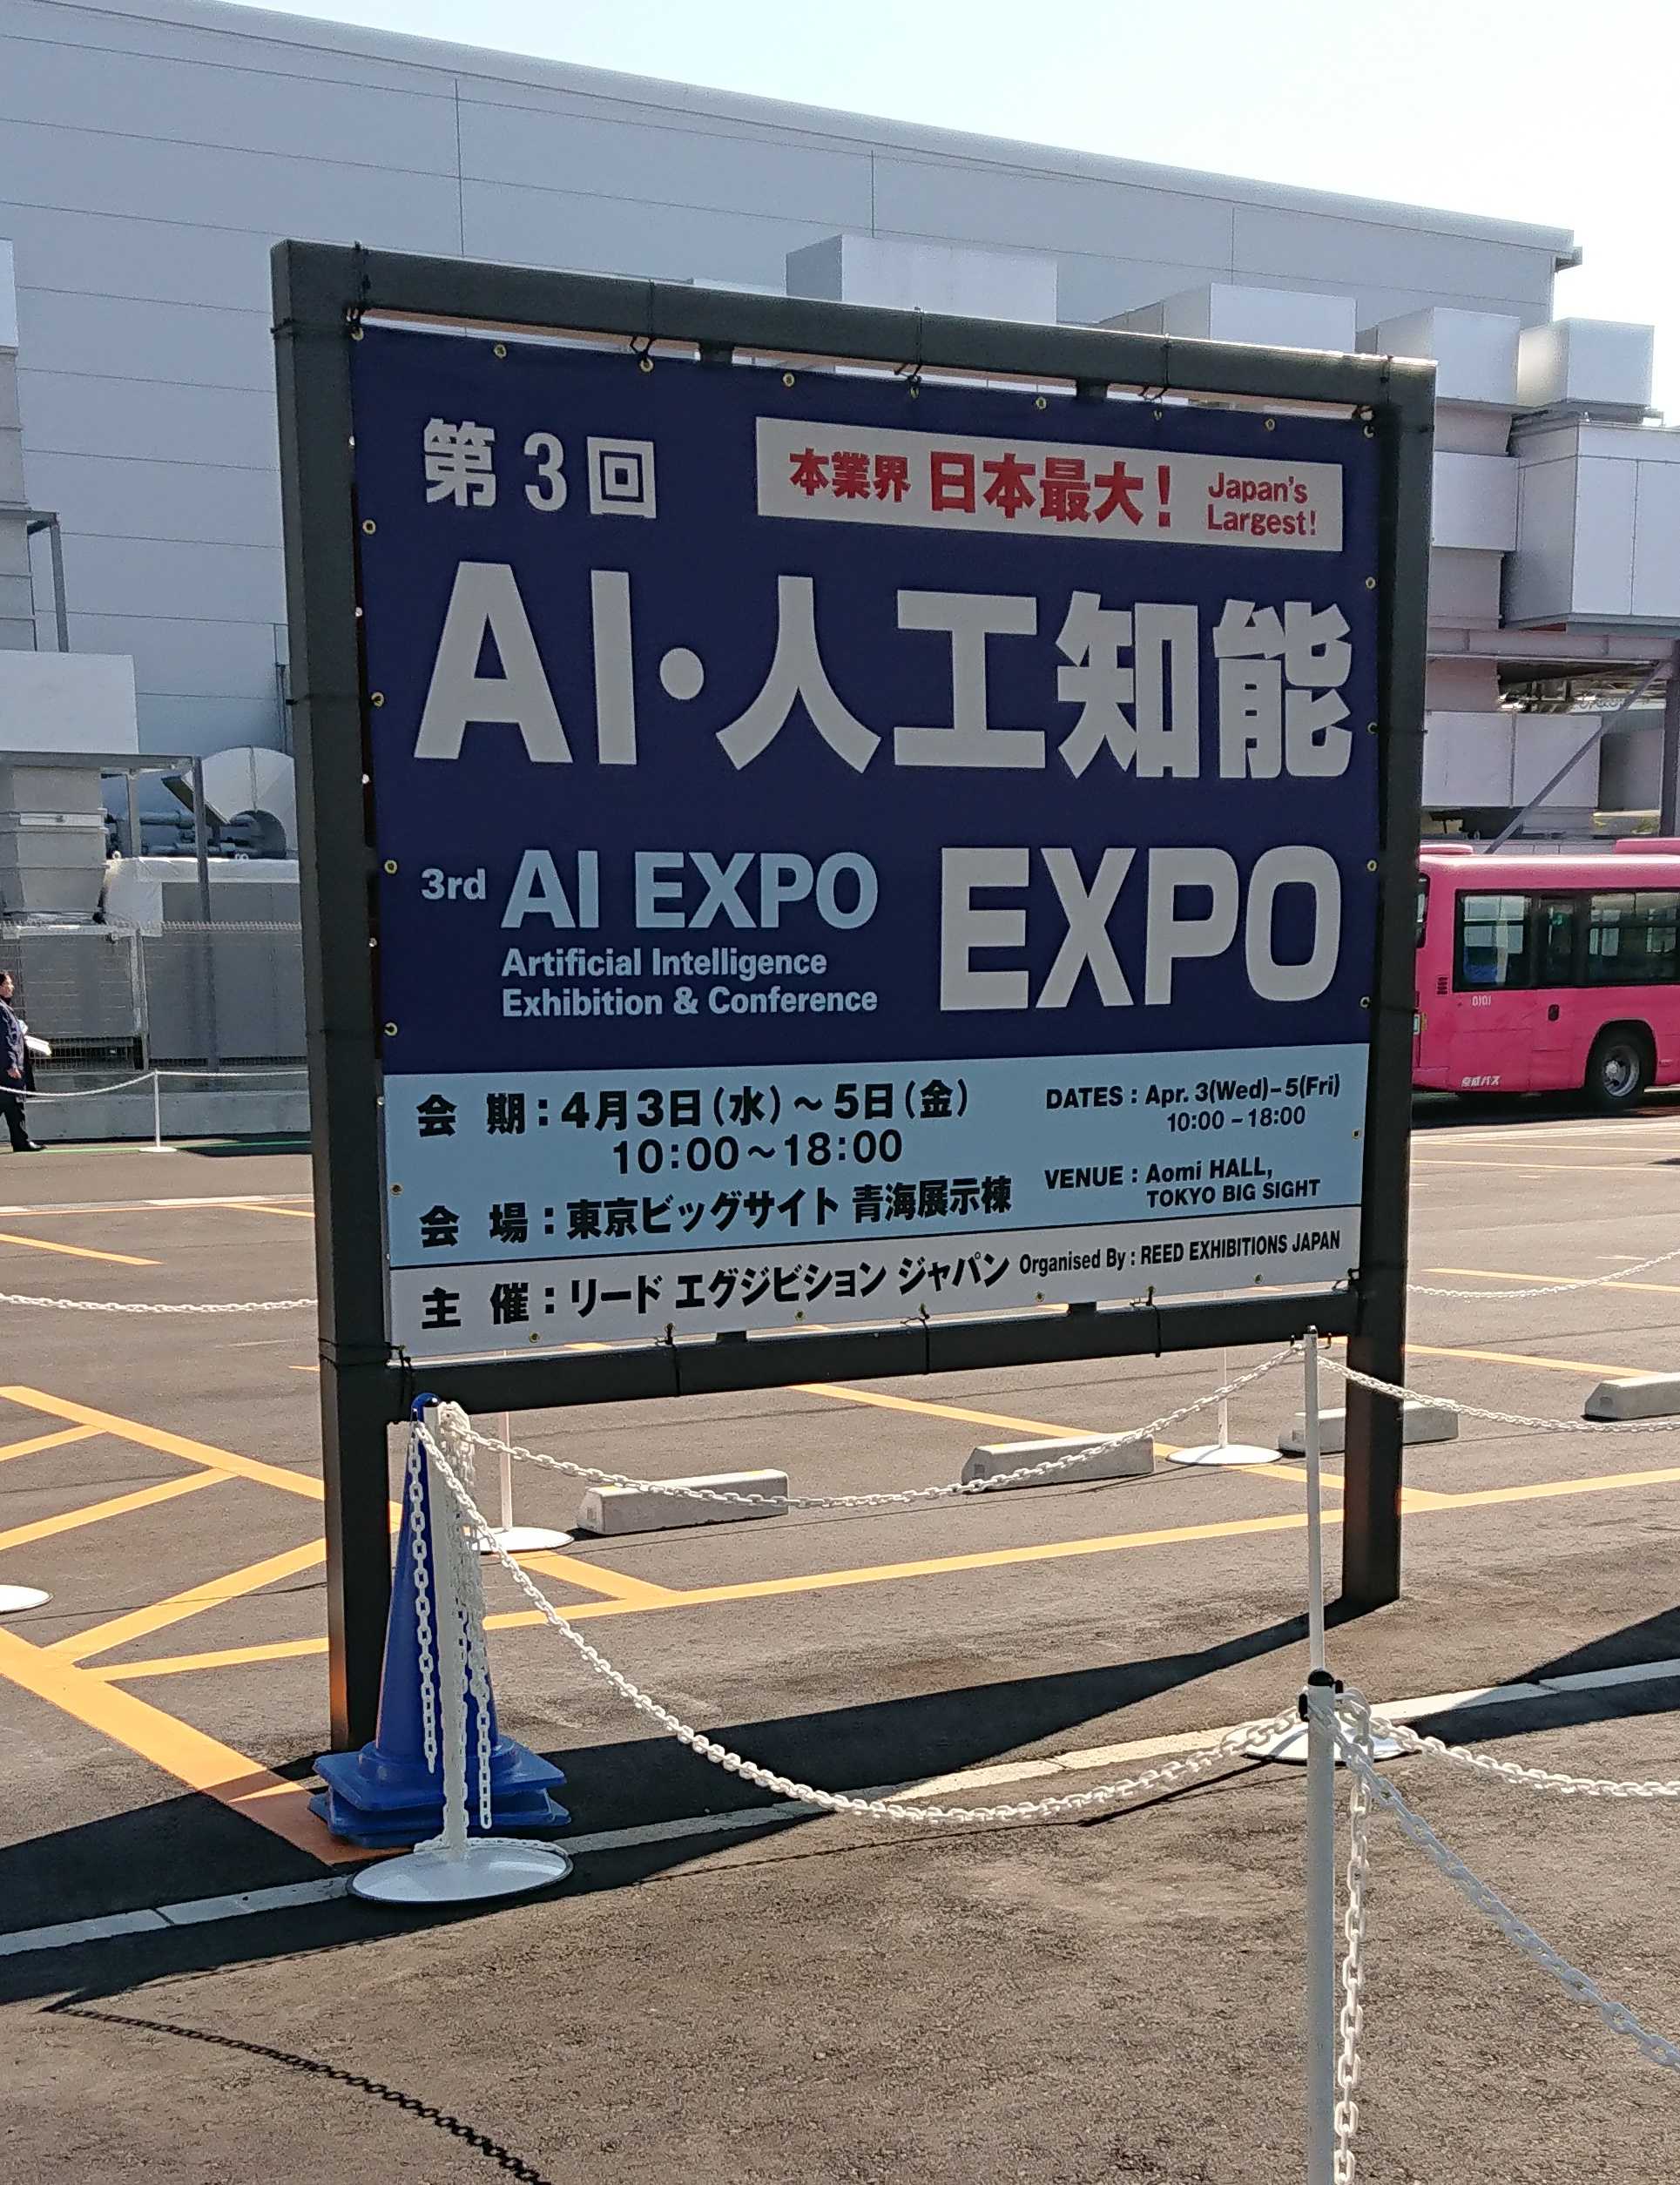 第3回
本業界 日本最大! Japan's Largest!
AI・人工知能
EXPO
3rd AI EXPO
Artificial Intelligence
Exhibition & Conference
会 期:4月3日(水)~5日(金)
10:00~18:00
会 場:東京ビッグサイト 青海展示棟
DATES : Apr. 3(Wed)-5(Fri)
10:00-18:00
VENUE : Aomi HALL,
TOKYO BIG SIGHT
主 催:リード エグジビション ジャパン Organised By : REED EXHIBITIONS JAPAN
0101